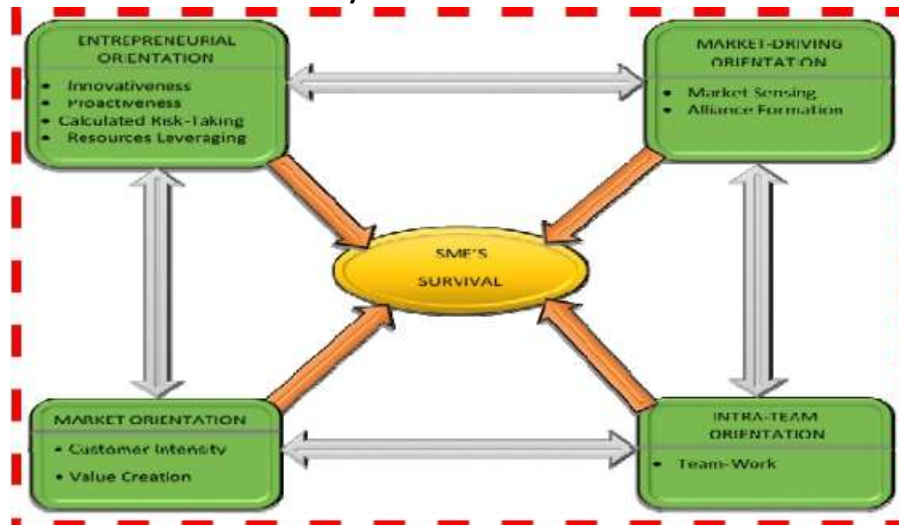 ENTREPRENEURIAL
ORIENTATION
• Innovativeness
• Proactiveness
• Calculated Risk-Taking
• Resources Leveraging
MARKET-DRIVING
ORIENTATION
• Market Sensing
• Alliance Formation
SME'S
SURVIVAL
MARKET ORIENTATION
• Customer Intensity
• Value Creation
INTRA-TEAM
ORIENTATION
• Team-Work